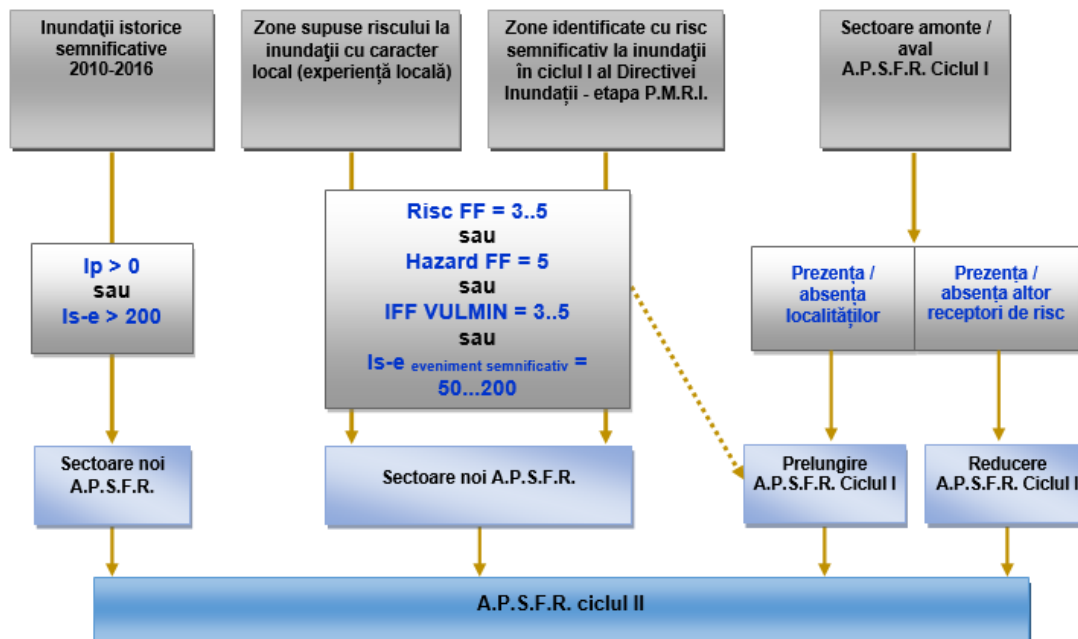 Inundaţii istorice
semnificative
2010-2016
Zone supuse riscului la
inundaţii cu caracter
local (experiență locală)
Zone identificate cu risc
semnificativ la inundaţii
în ciclul I al Directivei
Inundații - etapa P.M.R.I.
Sectoare amonte /
aval
A.P.S.F.R. Ciclul I
Ip > 0
sau
Is-e > 200
Risc FF = 3..5
sau
Hazard FF = 5
sau
IFF VULMIN = 3..5
sau
Is-e eveniment semnificativ =
50...200
Prezența /
absența
localităților
Prezența /
absența altor
receptori de risc
Sectoare noi
A.P.S.F.R.
Sectoare noi A.P.S.F.R.
Prelungire
A.P.S.F.R. Ciclul I
Reducere
A.P.S.F.R. Ciclul I
A.P.S.F.R. ciclul II